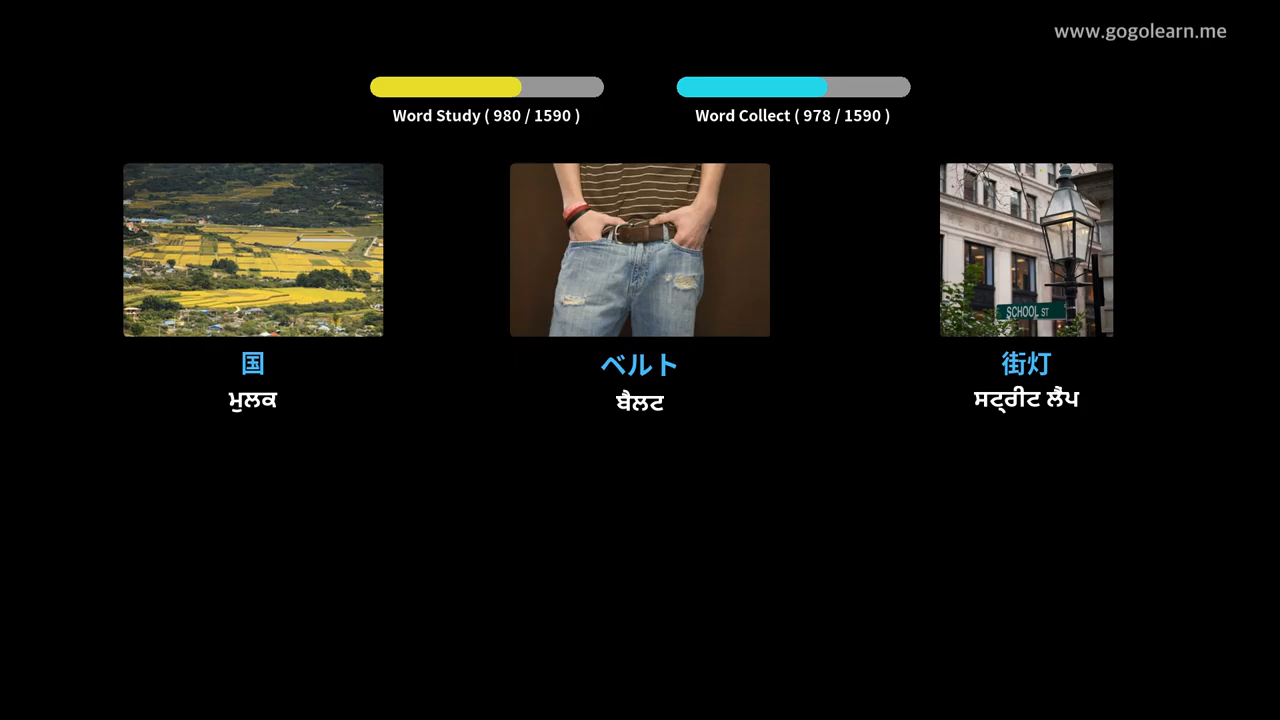 www.gogolearn.me
Word Study ( 980 / 1590 )
Word Collect ( 978 / 1590 )
SCHOOL ST
国
ਮੁਲਕ
ベルト
ਬੈਲਟ
街灯
ਸਟ੍ਰੀਟ ਲੈਂਪ